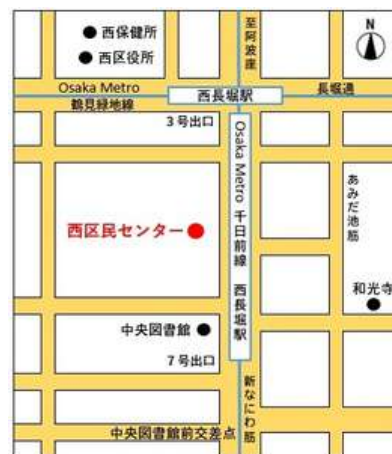 西保健所
西区役所
至阿波座
N
Osaka Metro
鶴見緑地線
西長堀駅
長堀通
3号出口
Osaka Metro 千日前線 西長堀駅
あみだ池筋
西区民センター
和光寺
中央図書館
7号出口
新なにわ筋
中央図書館前交差点